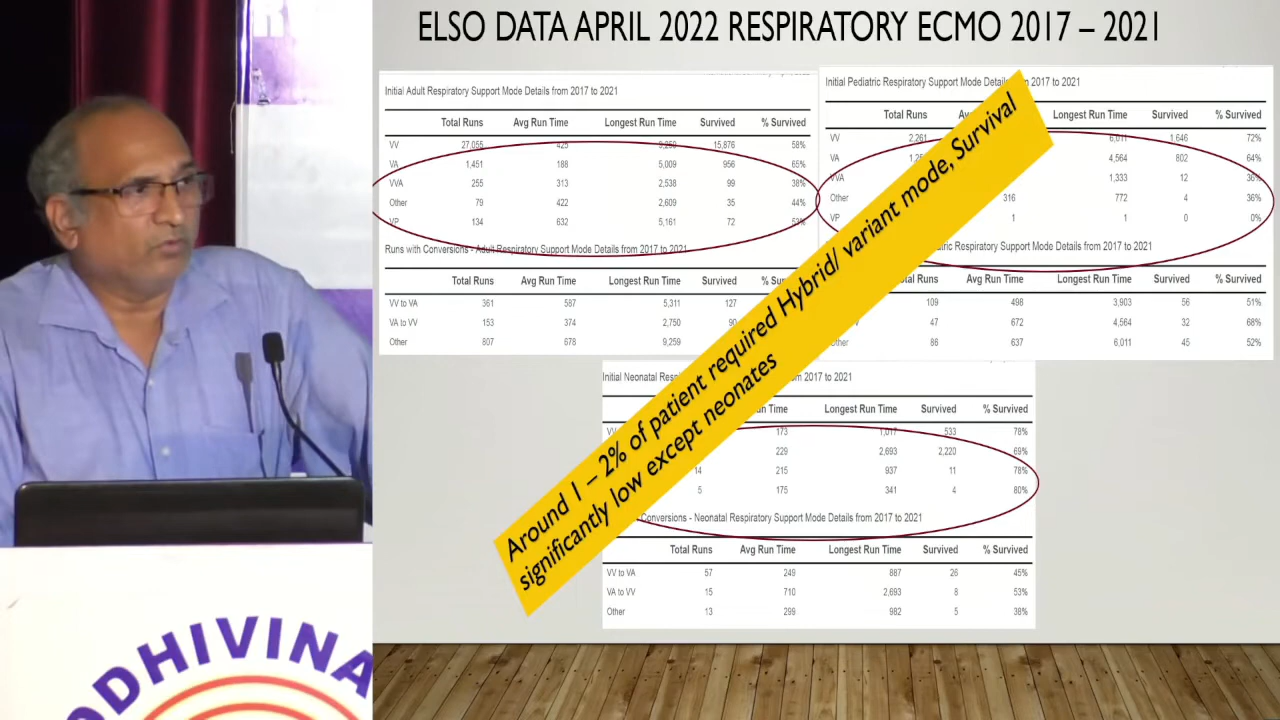 ELSO DATA APRIL 2022 RESPIRATORY ECMO 2017 – 2021
Initial Adult Respiratory Support Mode Details from 2017 to 2021
Total Runs Avg Run Time Longest Run Time Survived % Survived
VV 27,055 425 15,876 58%
VA 1,451 188 5,009 956 65%
VVA 255 313 2,538 99 38%
Other 79 422 2,609 35 44%
VP 134 632 5,161 72 53%
Runs with Conversions - Adult Respiratory Support Mode Details from 2017 to 2021
Total Runs Avg Run Time Longest Run Time Survived
VV to VA 361 587 5,311 127
VA to VV 153 374 2,750 90
Other 807 678 9,259
Initial Pediatric Respiratory Support Mode Details 2017 to 2021
Total Runs Longest Run Time Survived % Survived
VV 2,261 6,011 1,646 72%
VA 4,564 802 64%
VVA 1,333 12 36%
Other 316 772 4 36%
VP 1 1 0 0%
Respiratory Support Mode Details from 2017 to 2021
Runs Avg Run Time Longest Run Time Survived % Survived
109 498 3,903 56 51%
47 672 4,564 32 68%
Other 86 637 6,011 45 52%
Around 1 – 2% of patient required Hybrid/ variant mode, Survival
significantly low except neonates
Initial Neonatal 2017 to 2021
Time Longest Run Time Survived % Survived
173 1,017 533 78%
229 2,693 2,220 69%
14 215 937 11 78%
5 175 341 4 80%
Conversions - Neonatal Respiratory Support Mode Details from 2017 to 2021
Total Runs Avg Run Time Longest Run Time Survived % Survived
VV to VA 57 249 887 26 45%
VA to VV 15 710 2,693 8 53%
Other 13 299 982 5 38%
ODHIVINA